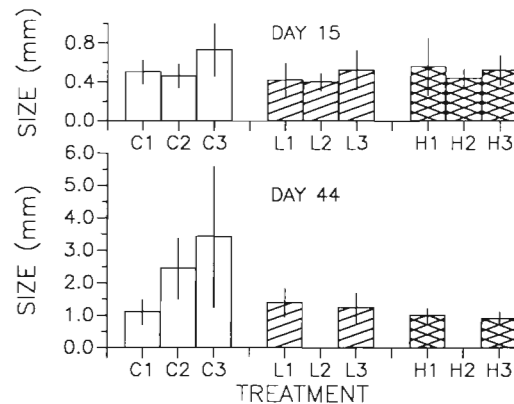 DAY 15
SIZE (mm)
0.8
0.4
0.0
C1 C2 C3 L1 L2 L3 H1 H2 H3
DAY 44
SIZE (mm)
6.0
5.0
4.0
3.0
2.0
1.0
0.0
C1 C2 C3 L1 L2 L3 H1 H2 H3
TREATMENT